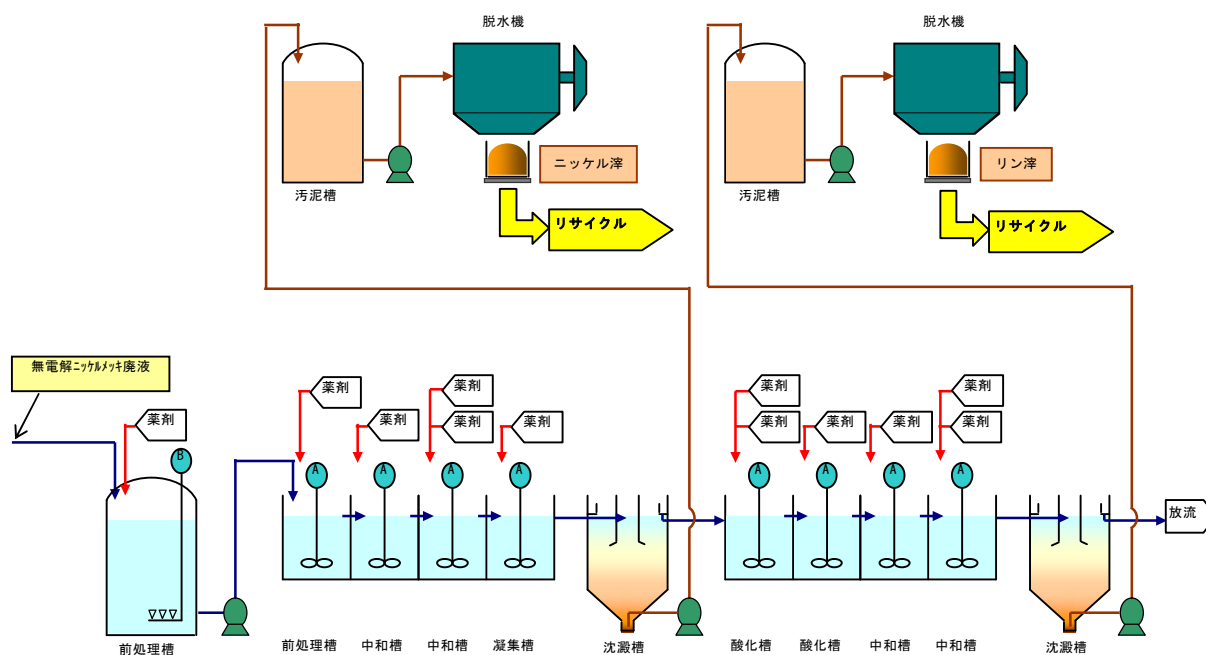 脱水機
脱水機
ニッケル滓
リン滓
汚泥槽
汚泥槽
リサイクル
リサイクル
無電解ニッケルメッキ廃液
薬剤
薬剤
薬剤
薬剤
薬剤
薬剤
薬剤
薬剤
薬剤
薬剤
薬剤
薬剤
B
A
A
A
A
A
A
A
A
放流
前処理槽
前処理槽
中和槽
中和槽
凝集槽
沈澱槽
酸化槽
酸化槽
中和槽
中和槽
沈澱槽